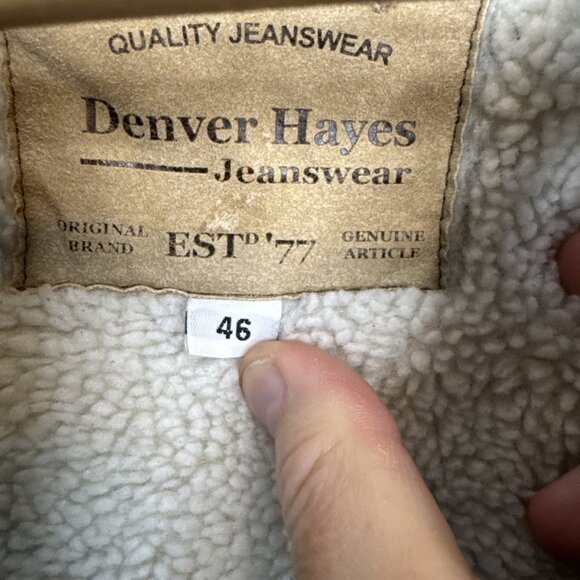 QUALITY JEANSWEAR
Denver Hayes
Jeanswear
ORIGINAL BRAND
ESTD '77
GENUINE ARTICLE
46